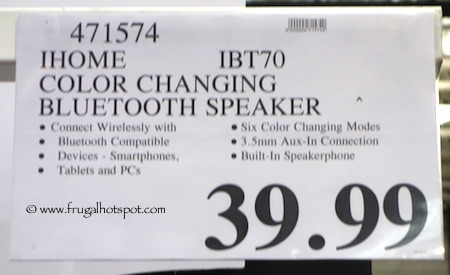 471574
IHOME IBT70
COLOR CHANGING
BLUETOOTH SPEAKER
• Connect Wirelessly with
• Bluetooth Compatible
• Devices - Smartphones,
• Tablets and PCs
• Six Color Changing Modes
• 3.5mm Aux-In Connection
• Built-In Speakerphone
© www.frugalhotspot.com
39.99